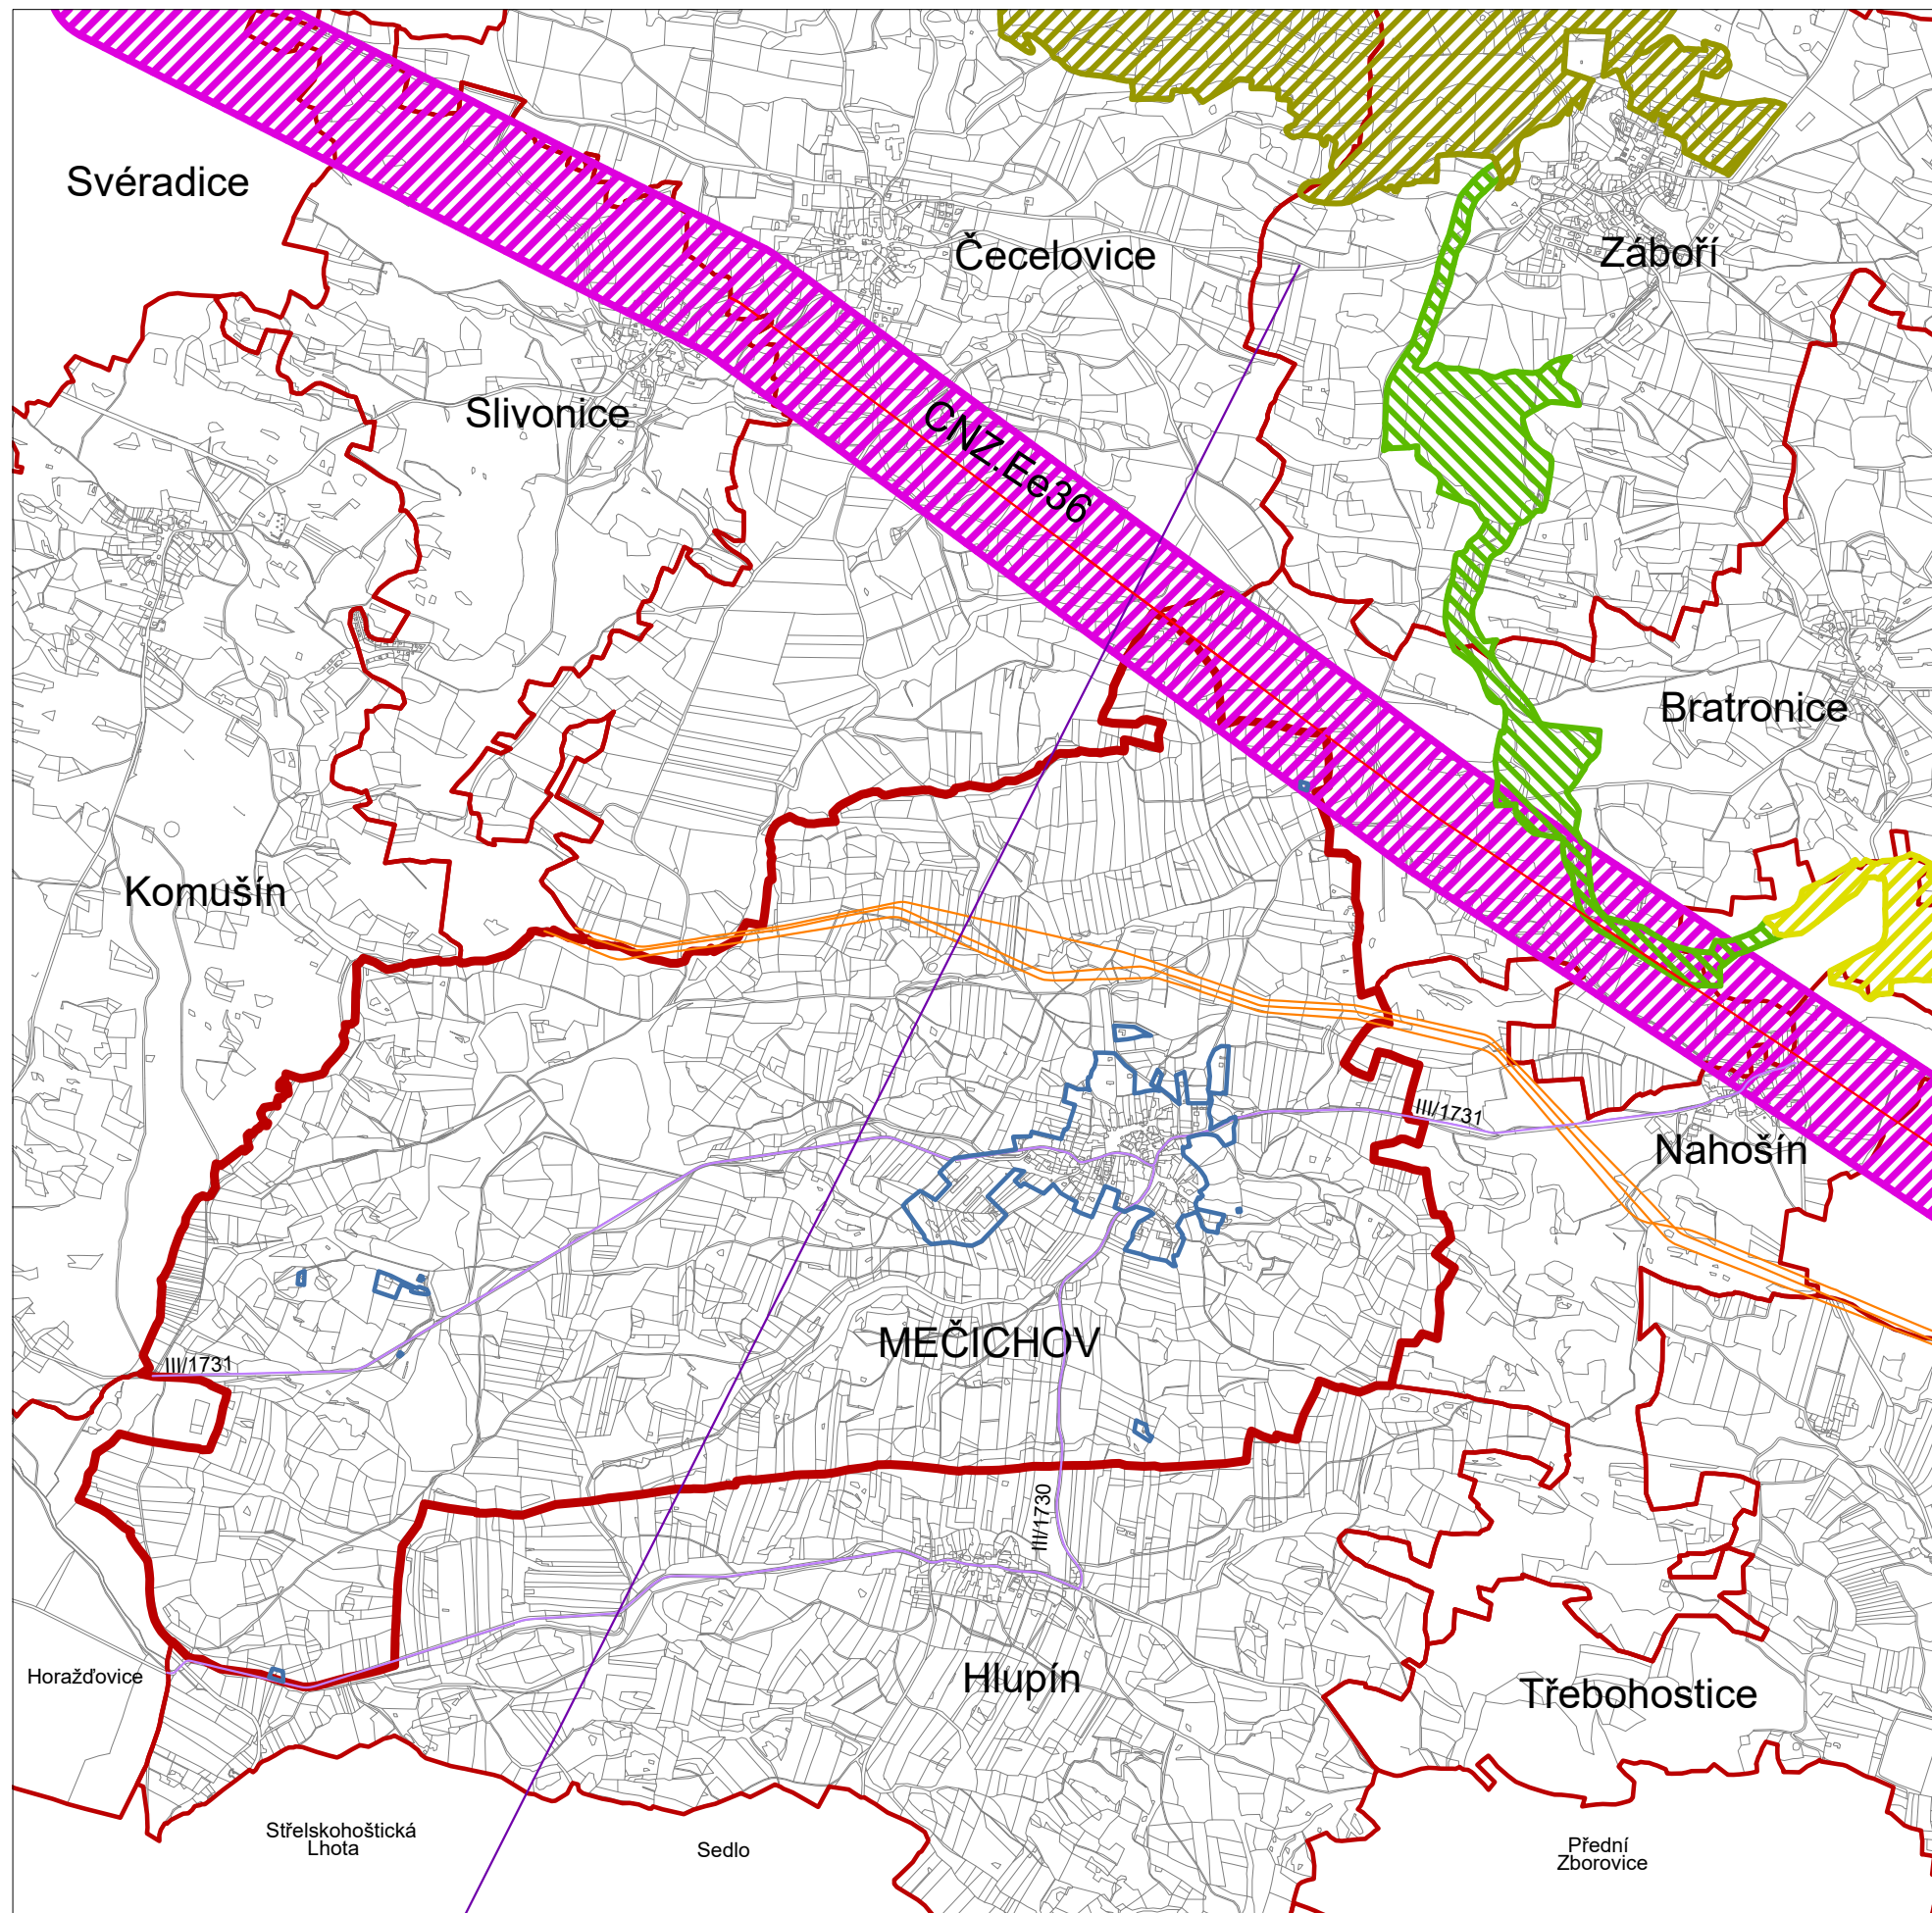 Svéradice
Čecelovice
Záboří
Slivonice
CNZ.Ee36
Bratronice
Komušín
III/1731
Nahošín
MEČICHOV
III/1731
III/1730
Horažďovice
Hlupín
Třebohostice
Střelskohoštická
Lhota
Sedlo
Přední
Zborovice